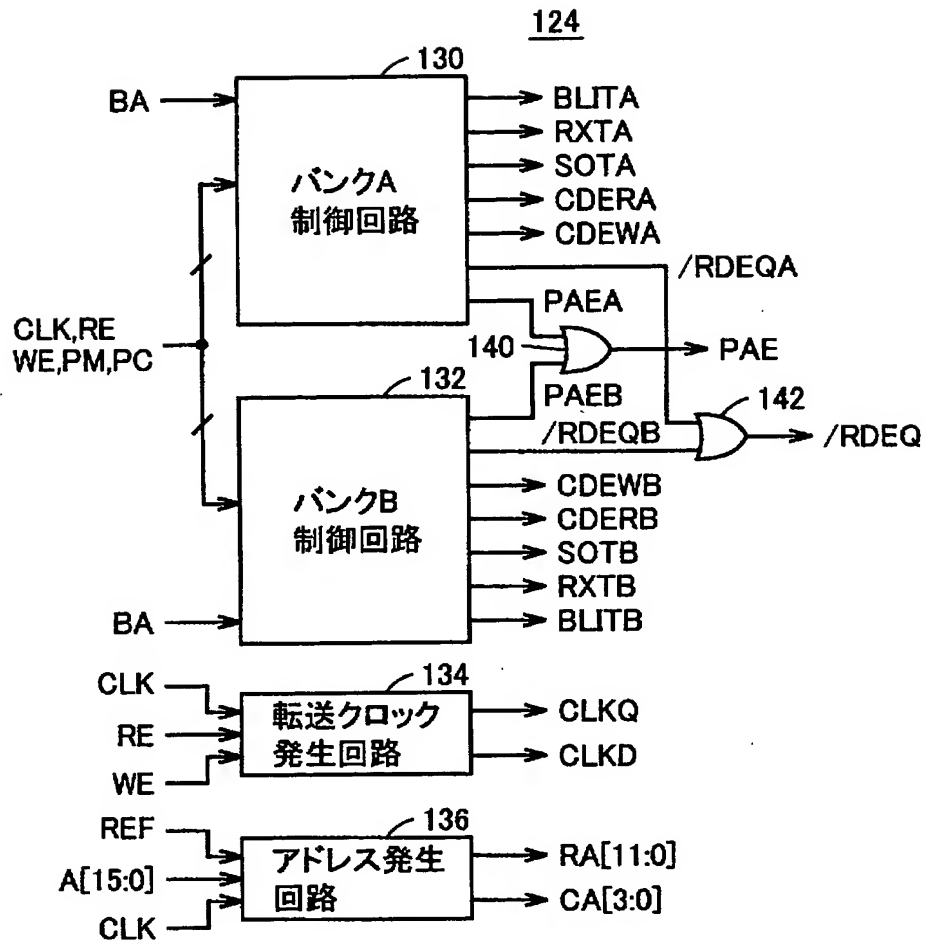 124
130
BA
バンクA
制御回路
BLITA
RXTA
SOTA
CDERA
CDEWA
/RDEQA
PAEA
CLK,RE
WE,PM,PC
140
PAE
132
PAEB
142
/RDEQB
/RDEQ
バンクB
制御回路
CDEWB
CDERB
SOTB
RXTB
BLITB
BA
134
CLK
RE
WE
転送クロック
発生回路
CLKQ
CLKD
136
REF
A[15:0]
CLK
アドレス発生
回路
RA[11:0]
CA[3:0]